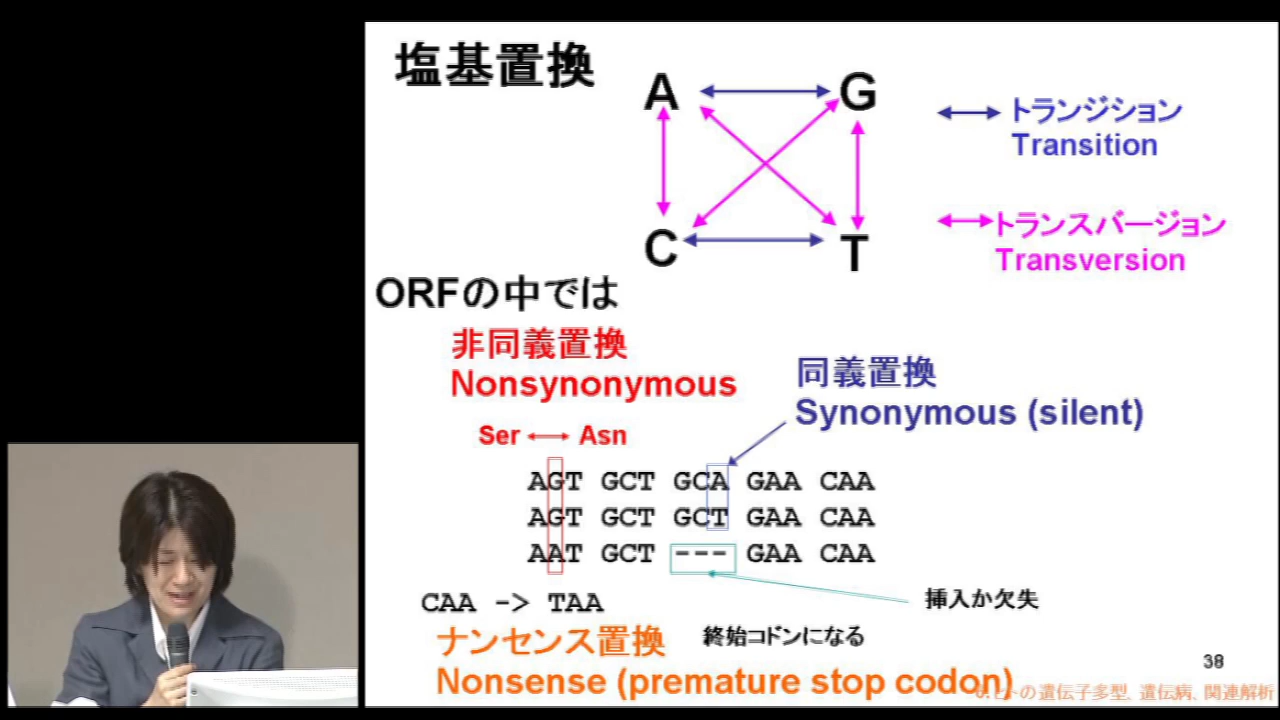 塩基置換
A G
トランジション
Transition
C T
トランスバージョン
Transversion
ORFの中では
非同義置換
Nonsynonymous
同義置換
Synonymous (silent)
Ser Asn
AGT GCT GCA GAA CAA
AGT GCT GCT GAA CAA
AAT GCT --- GAA CAA
挿入か欠失
CAA -> TAA
ナンセンス置換 終始コドンになる
Nonsense (premature stop codon)
38
ヒトの遺伝子多型、遺伝病、関連解析